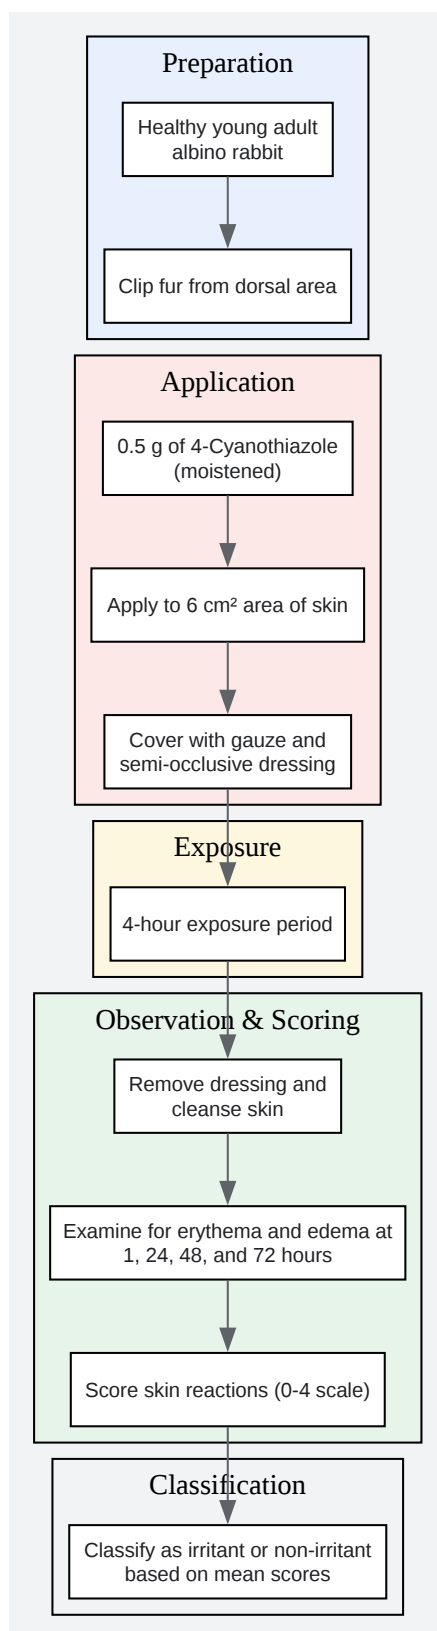 Preparation
Healthy young adult
albino rabbit
Clip fur from dorsal area
Application
0.5 g of 4-Cyanothiazole
(moistened)
Apply to 6 cm² area of skin
Cover with gauze and
semi-occlusive dressing
Exposure
4-hour exposure period
Observation & Scoring
Remove dressing and
cleanse skin
Examine for erythema and edema at
1, 24, 48, and 72 hours
Score skin reactions (0-4 scale)
Classification
Classify as irritant or non-irritant
based on mean scores